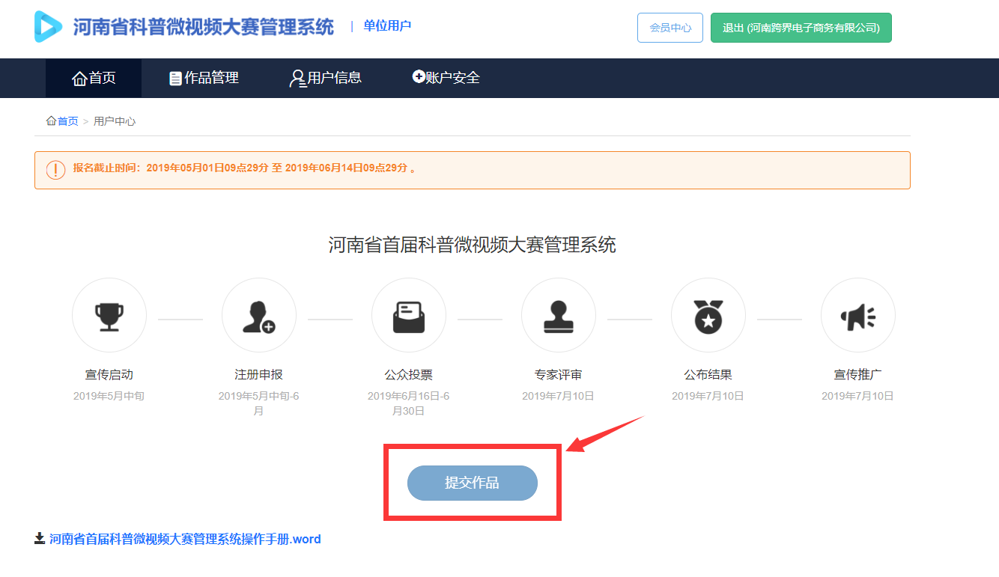 河南省科普微视频大赛管理系统 | 单位用户
会员中心
退出 (河南跨界电子商务有限公司)
首页
作品管理
用户信息
账户安全
首页 > 用户中心
报名截止时间：2019年05月01日09点29分 至 2019年06月14日09点29分 。
河南省首届科普微视频大赛管理系统
宣传启动
2019年5月中旬
注册申报
2019年5月中旬-6
月
公众投票
2019年6月16日-6
月30日
专家评审
2019年7月10日
公布结果
2019年7月10日
宣传推广
2019年7月10日
提交作品
河南省首届科普微视频大赛管理系统操作手册.word